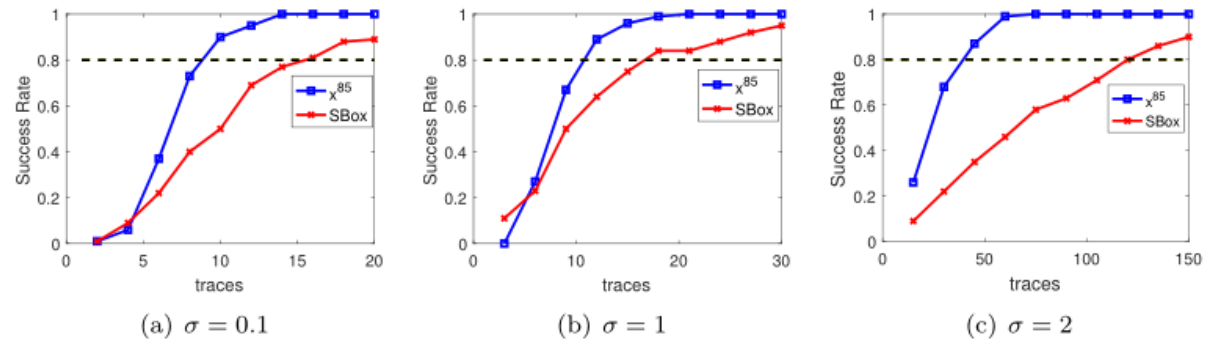 Success Rate
1
0.8
0.6
0.4
0.2
0
0 5 10 15 20
traces
x^85
SBox
(a) σ = 0.1
Success Rate
1
0.8
0.6
0.4
0.2
0
0 10 20 30
traces
x^85
SBox
(b) σ = 1
Success Rate
1
0.8
0.6
0.4
0.2
0
0 50 100 150
traces
x^85
SBox
(c) σ = 2